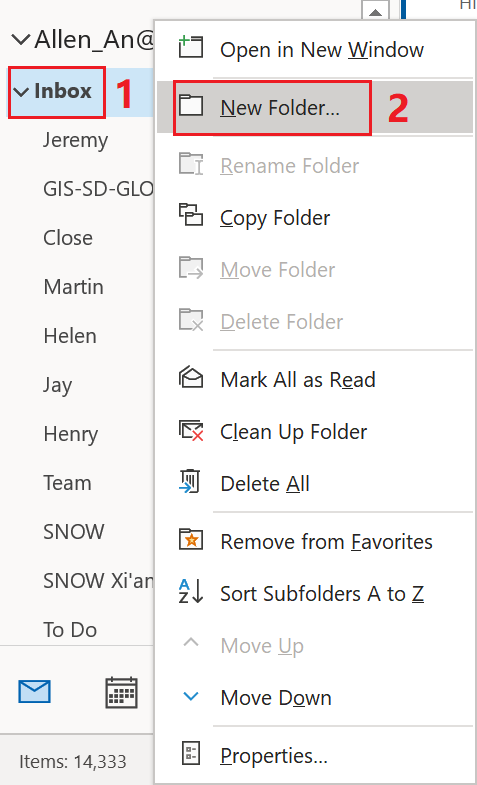 Allen_An@
Inbox
1
Jeremy
GIS-SD-GLO
Close
Martin
Helen
Jay
Henry
Team
SNOW
SNOW Xi'an
To Do
Items: 14,333
Open in New Window
New Folder...
2
Rename Folder
Copy Folder
Move Folder
Delete Folder
Mark All as Read
Clean Up Folder
Delete All
Remove from Favorites
Sort Subfolders A to Z
Move Up
Move Down
Properties...